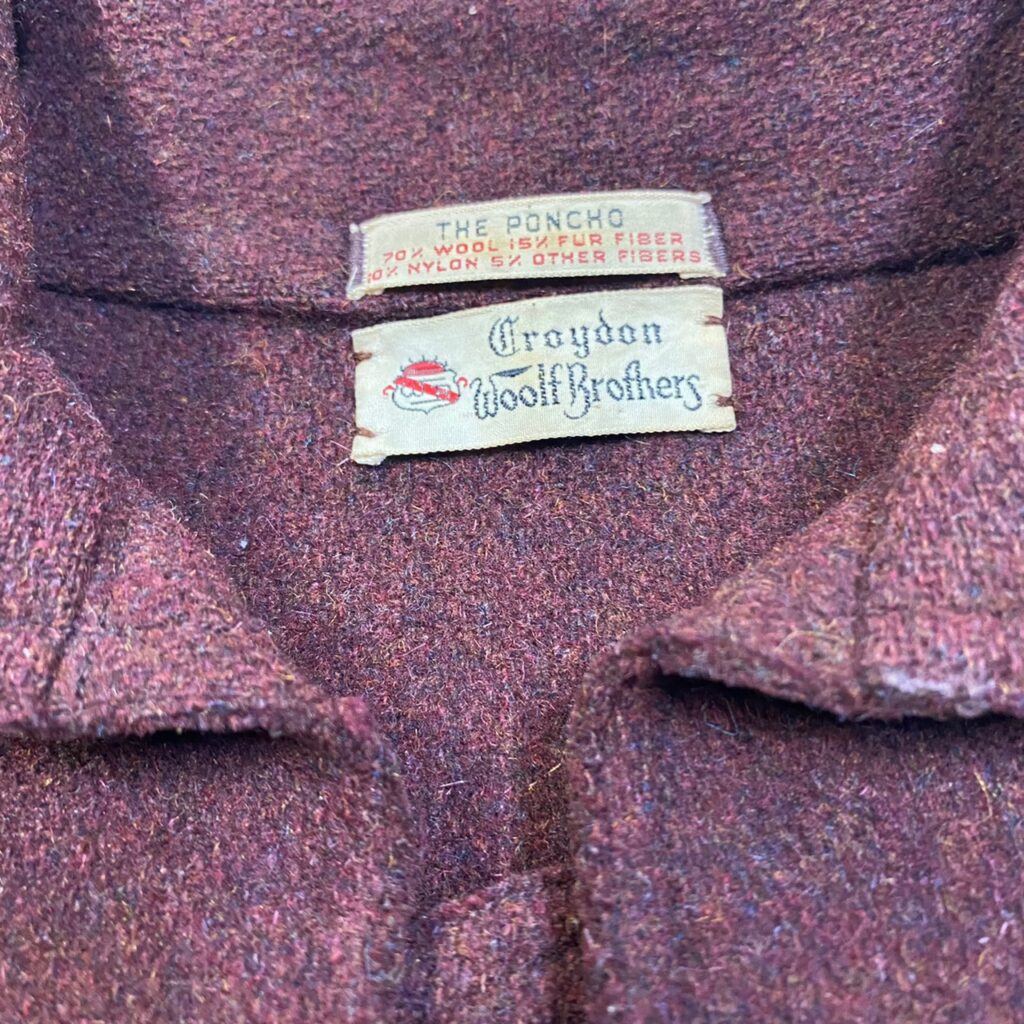 THE PONCHO
70% WOOL 15% FUR FIBER
10% NYLON 5% OTHER FIBERS
Croydon
Woolf Brothers